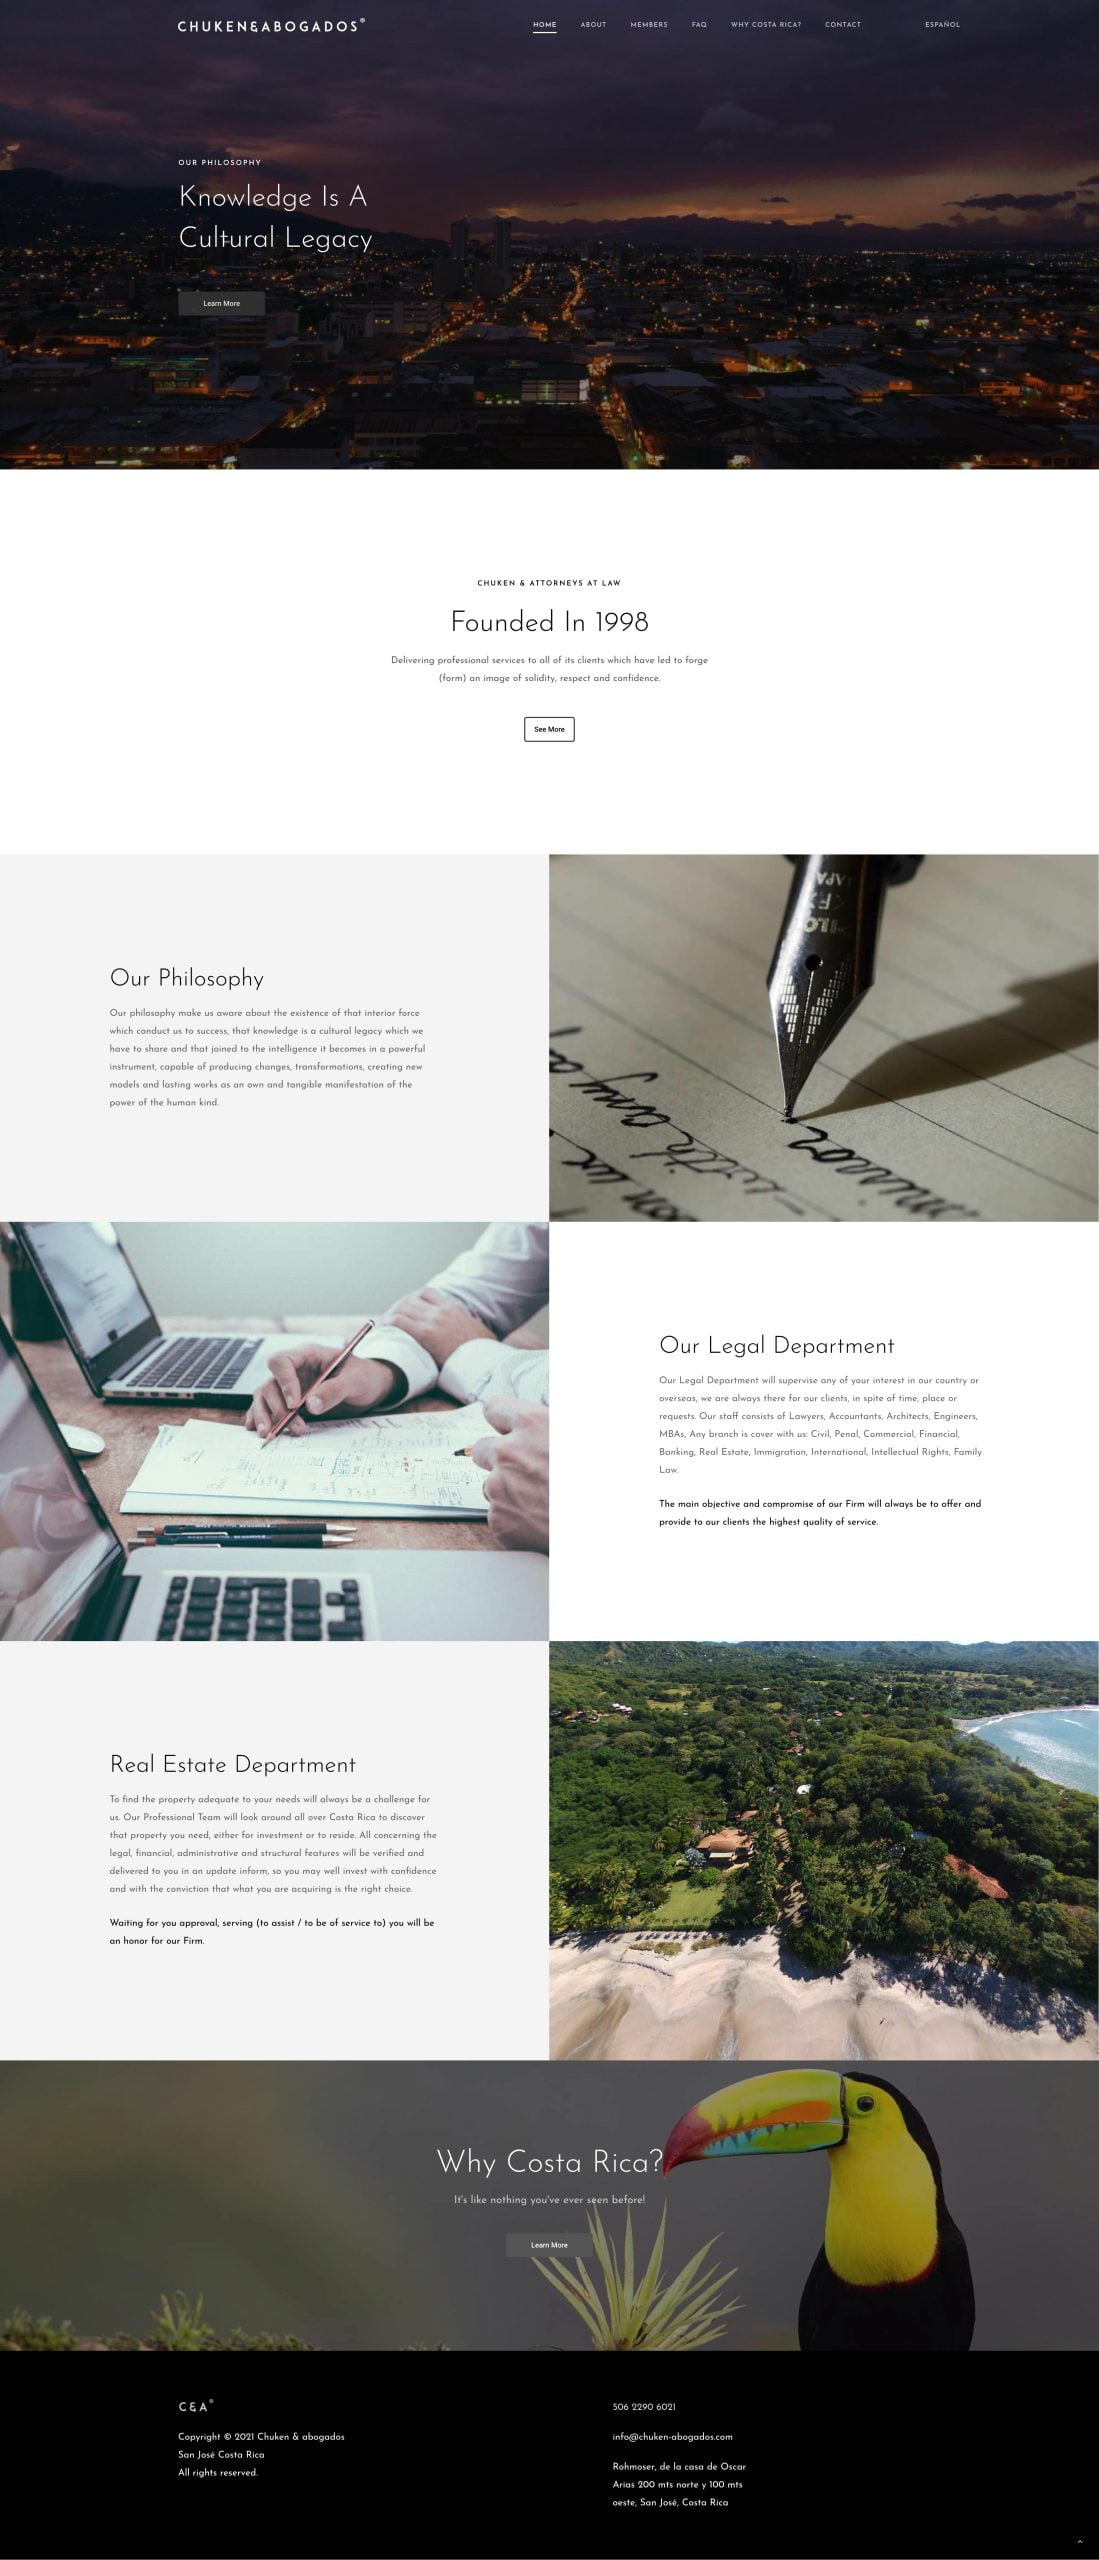 CHUKEN&ABOGADOS®
HOME ABOUT MEMBERS FAQ WHY COSTA RICA? CONTACT ESPAÑOL
OUR PHILOSOPHY
Knowledge Is A
Cultural Legacy
Learn More
CHUKEN & ATTORNEYS AT LAW
Founded In 1998
Delivering professional services to all of its clients which have led to forge
(form) an image of solidity, respect and confidence.
See More
Our Philosophy
Our philosophy make us aware about the existence of that interior force
which conduct us to success, that knowledge is a cultural legacy which we
have to share and that joined to the intelligence it becomes in a powerful
instrument, capable of producing changes, transformations, creating new
models and lasting works as an own and tangible manifestation of the
power of the human kind.
Our Legal Department
Our Legal Department will supervise any of your interest in our country or
overseas, we are always there for our clients, in spite of time, place or
requests. Our staff consists of Lawyers, Accountants, Architects, Engineers,
MBAs, Any branch is cover with us: Civil, Penal, Commercial, Financial,
Banking, Real Estate, Immigration, International, Intellectual Rights, Family
Law.
The main objective and compromise of our Firm will always be to offer and
provide to our clients the highest quality of service.
Real Estate Department
To find the property adequate to your needs will always be a challenge for
us. Our Professional Team will look around all over Costa Rica to discover
that property you need, either for investment or to reside. All concerning the
legal, financial, administrative and structural features will be verified and
delivered to you in an update inform, so you may well invest with confidence
and with the conviction that what you are acquiring is the right choice.
Waiting for you approval, serving (to assist / to be of service to) you will be
an honor for our Firm.
Why Costa Rica?
It's like nothing you've ever seen before!
Learn More
C&A®
Copyright © 2021 Chuken & abogados
San José Costa Rica
All rights reserved.
506 2290 6021
info@chuken-abogados.com
Rohmoser, de la casa de Oscar
Arias 200 mts norte y 100 mts
oeste, San José, Costa Rica